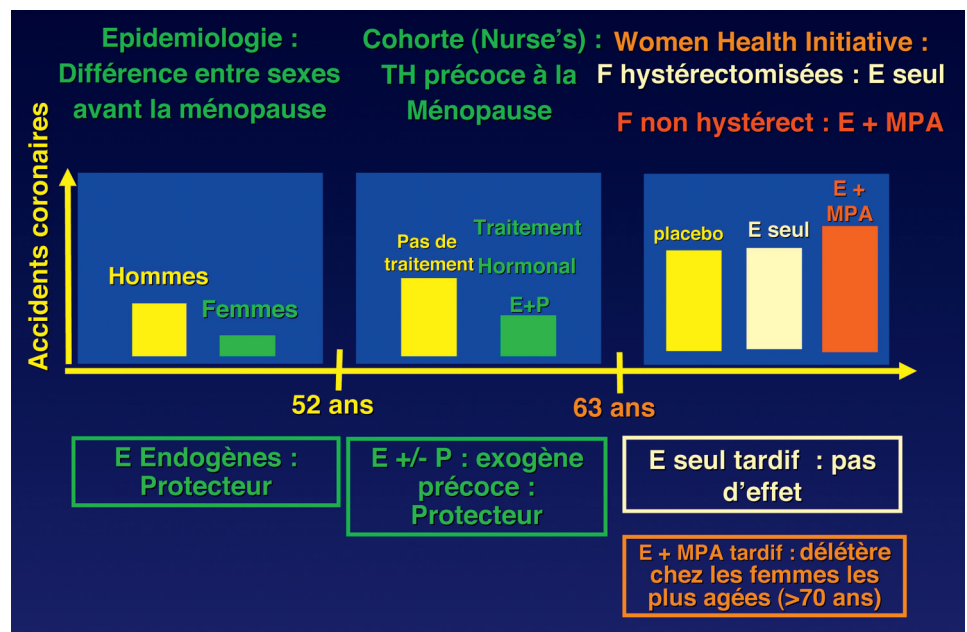 Epidemiologie :
Différence entre sexes
avant la ménopause
Cohorte (Nurse's) :
TH précoce à la
Ménopause
Women Health Initiative :
F hystérectomisées : E seul
F non hystérect : E + MPA
Accidents coronaires
Hommes
Femmes
Pas de
traitement
Traitement
Hormonal
E+P
placebo
E seul
E +
MPA
52 ans
63 ans
E Endogènes :
Protecteur
E +/- P : exogène
précoce :
Protecteur
E seul tardif : pas
d'effet
E + MPA tardif : délétère
chez les femmes les
plus agées (>70 ans)